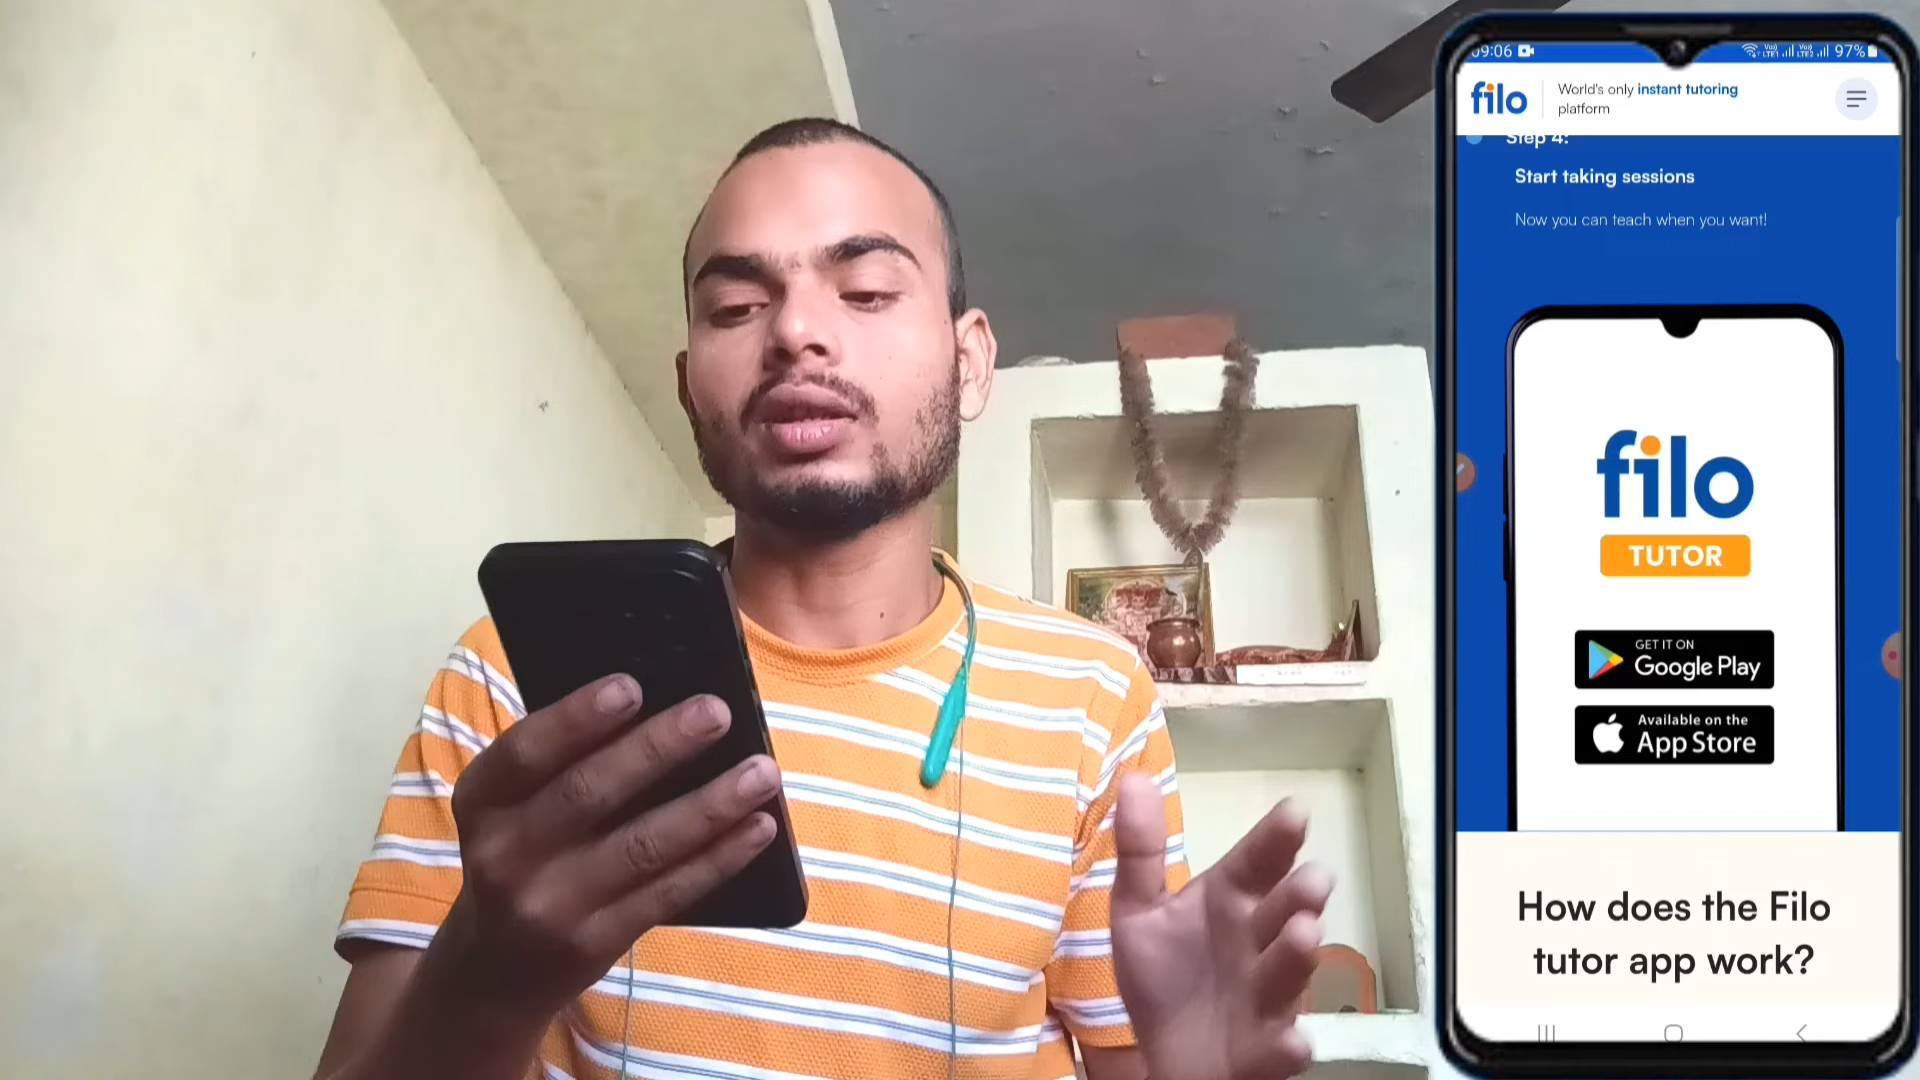 09:06
97%
filo
World's only instant tutoring
platform
Step 4:
Start taking sessions
Now you can teach when you want!
filo
TUTOR
GET IT ON
Google Play
Available on the
App Store
How does the Filo
tutor app work?